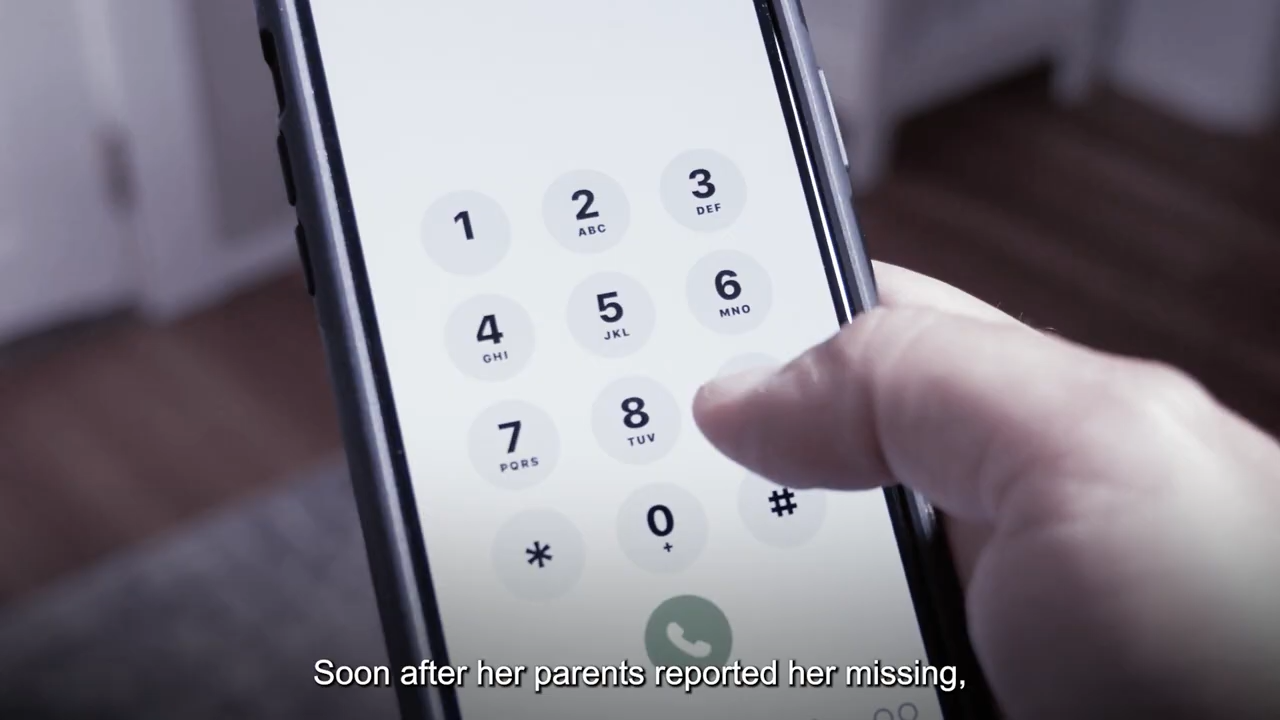 1 2 3
ABC DEF
4 5 6
GHI JKL MNO
7 8
PQRS TUV
* 0 #
+
Soon after her parents reported her missing,